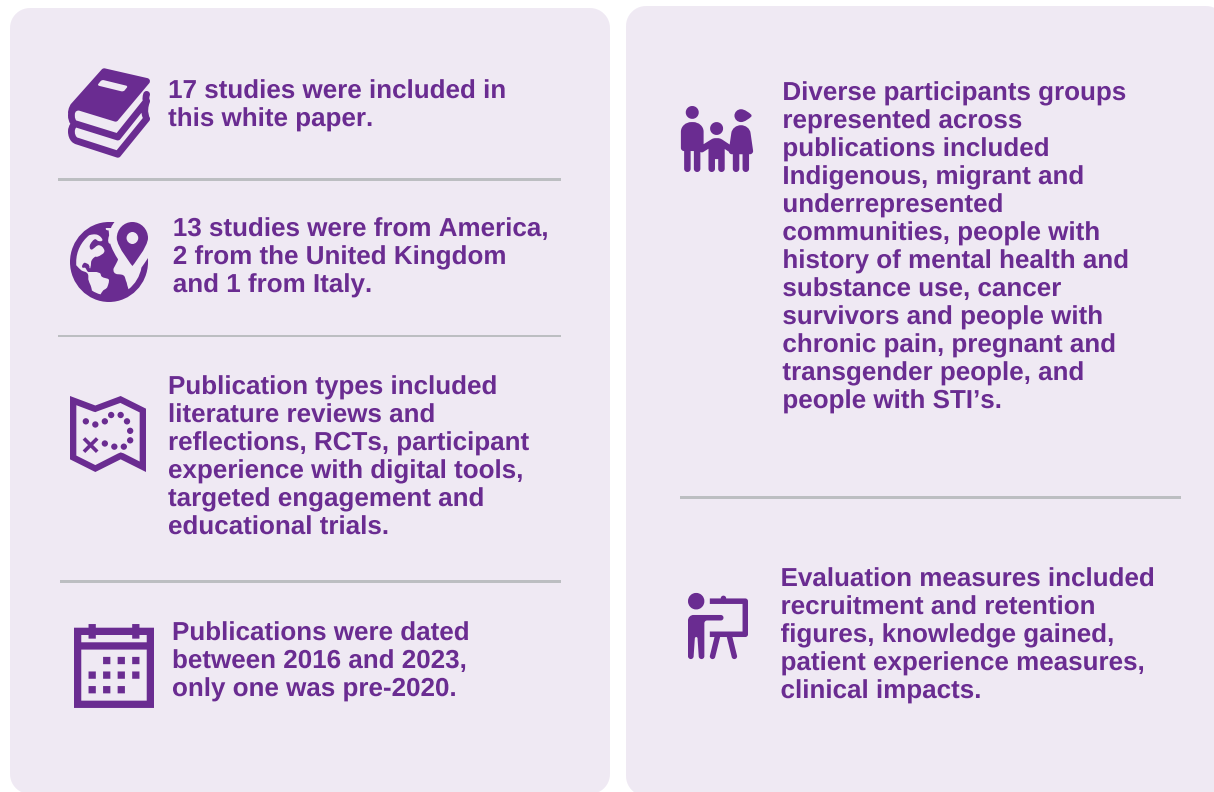 17 studies were included in
this white paper.
13 studies were from America,
2 from the United Kingdom
and 1 from Italy.
Publication types included
literature reviews and
reflections, RCTs, participant
experience with digital tools,
targeted engagement and
educational trials.
Publications were dated
between 2016 and 2023,
only one was pre-2020.
Diverse participants groups
represented across
publications included
Indigenous, migrant and
underrepresented
communities, people with
history of mental health and
substance use, cancer
survivors and people with
chronic pain, pregnant and
transgender people, and
people with STI’s.
Evaluation measures included
recruitment and retention
figures, knowledge gained,
patient experience measures,
clinical impacts.